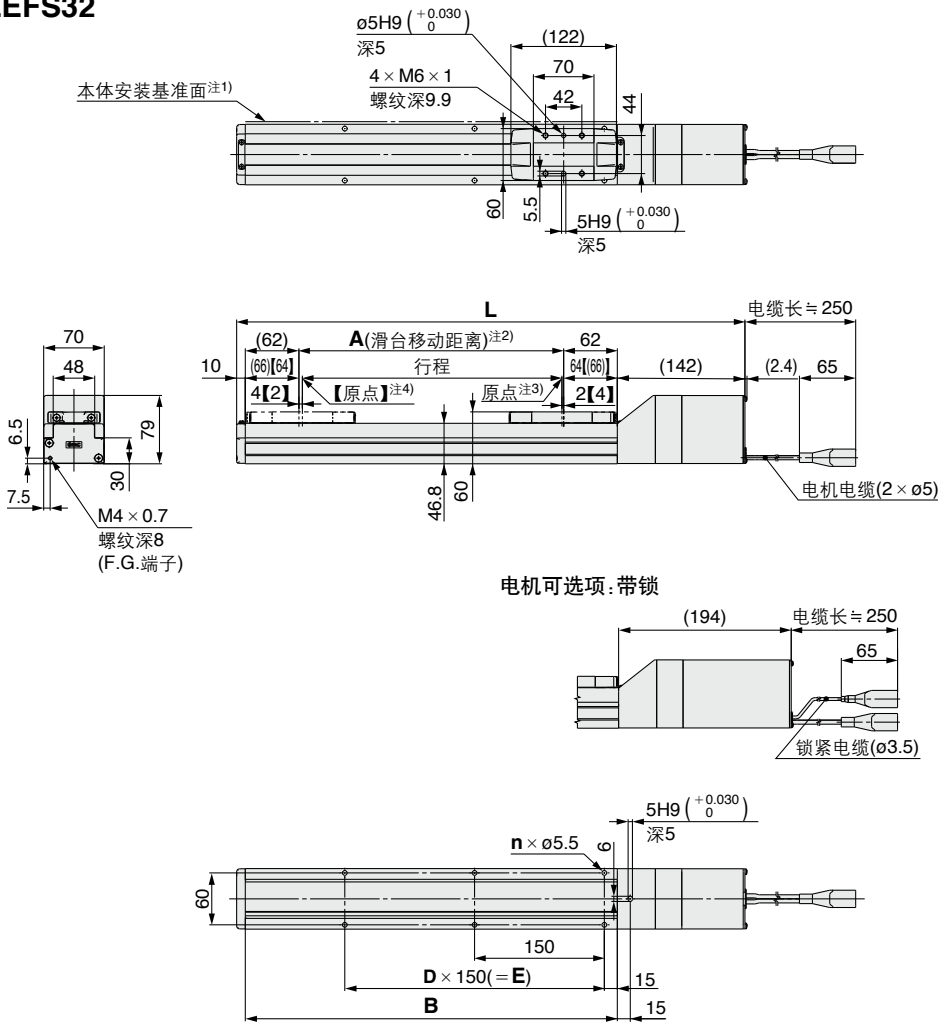 EFS32
ø5H9 ( +0.030 0 )
深5
(122)
70
4×M6×1
螺纹深9.9
42
44
本体安装基准面注1)
60
5.5
5H9 ( +0.030 0 )
深5
L
电缆长≒250
70
48
(62)
A(滑台移动距离)注2)
62
10
(66)【64】
行程
64【(66)】
(142)
(2.4)
65
4【2】
【原点】注4)
原点注3)
2【4】
6.5
79
30
7.5
46.8
60
M4×0.7
螺纹深8
(F.G.端子)
电机电缆(2×ø5)
电机可选项:带锁
(194)
电缆长≒250
65
锁紧电缆(ø3.5)
5H9 ( +0.030 0 )
深5
n×ø5.5
6
60
150
D×150(=E)
15
B
15